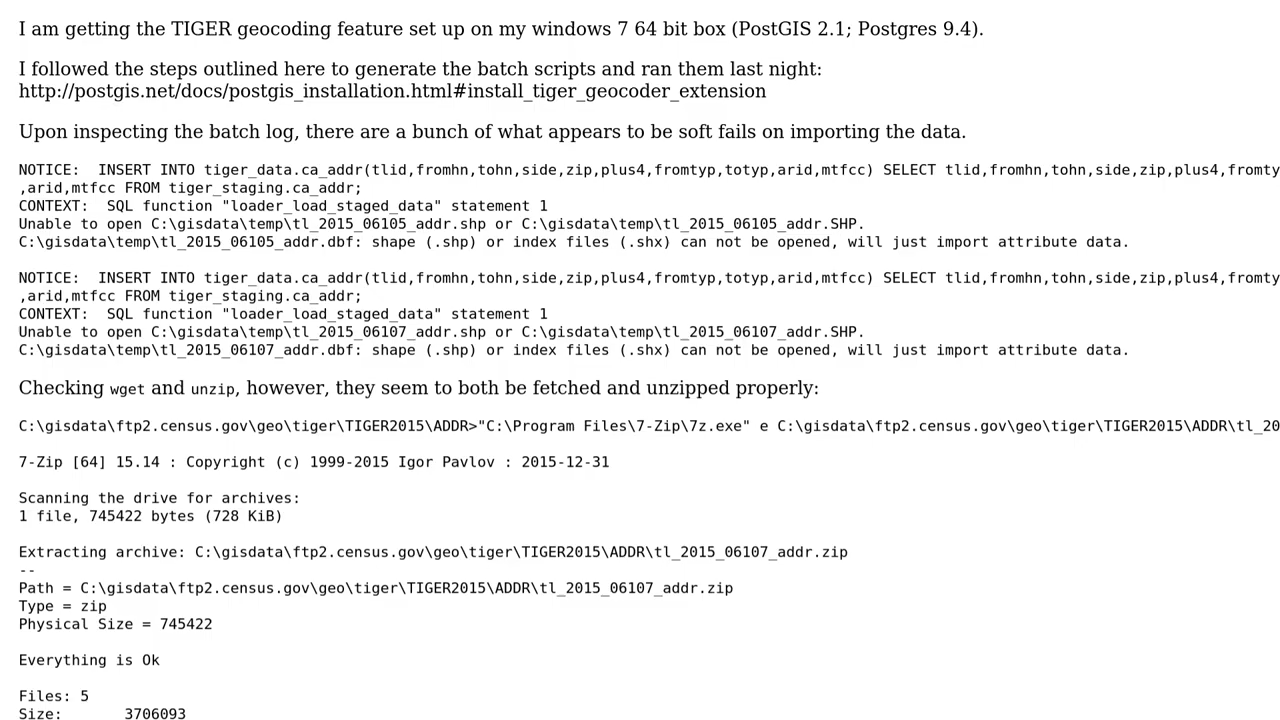 I am getting the TIGER geocoding feature set up on my windows 7 64 bit box (PostGIS 2.1; Postgres 9.4).
I followed the steps outlined here to generate the batch scripts and ran them last night:
http://postgis.net/docs/postgis_installation.html#install_tiger_geocoder_extension
Upon inspecting the batch log, there are a bunch of what appears to be soft fails on importing the data.
NOTICE:  INSERT INTO tiger_data.ca_addr(tlid,fromhn,tohn,side,zip,plus4,fromtyp,totyp,arid,mtfcc) SELECT tlid,fromhn,tohn,side,zip,plus4,fromty
,arid,mtfcc FROM tiger_staging.ca_addr;
CONTEXT:  SQL function "loader_load_staged_data" statement 1
Unable to open C:\gisdata\temp\tl_2015_06105_addr.shp or C:\gisdata\temp\tl_2015_06105_addr.SHP.
C:\gisdata\temp\tl_2015_06105_addr.dbf: shape (.shp) or index files (.shx) can not be opened, will just import attribute data.
NOTICE:  INSERT INTO tiger_data.ca_addr(tlid,fromhn,tohn,side,zip,plus4,fromtyp,totyp,arid,mtfcc) SELECT tlid,fromhn,tohn,side,zip,plus4,fromty
,arid,mtfcc FROM tiger_staging.ca_addr;
CONTEXT:  SQL function "loader_load_staged_data" statement 1
Unable to open C:\gisdata\temp\tl_2015_06107_addr.shp or C:\gisdata\temp\tl_2015_06107_addr.SHP.
C:\gisdata\temp\tl_2015_06107_addr.dbf: shape (.shp) or index files (.shx) can not be opened, will just import attribute data.
Checking wget and unzip, however, they seem to both be fetched and unzipped properly:
C:\gisdata\ftp2.census.gov\geo\tiger\TIGER2015\ADDR>"C:\Program Files\7-Zip\7z.exe" e C:\gisdata\ftp2.census.gov\geo\tiger\TIGER2015\ADDR\tl_20
7-Zip [64] 15.14 : Copyright (c) 1999-2015 Igor Pavlov : 2015-12-31
Scanning the drive for archives:
1 file, 745422 bytes (728 KiB)
Extracting archive: C:\gisdata\ftp2.census.gov\geo\tiger\TIGER2015\ADDR\tl_2015_06107_addr.zip
--
Path = C:\gisdata\ftp2.census.gov\geo\tiger\TIGER2015\ADDR\tl_2015_06107_addr.zip
Type = zip
Physical Size = 745422
Everything is Ok
Files: 5
Size:       3706093